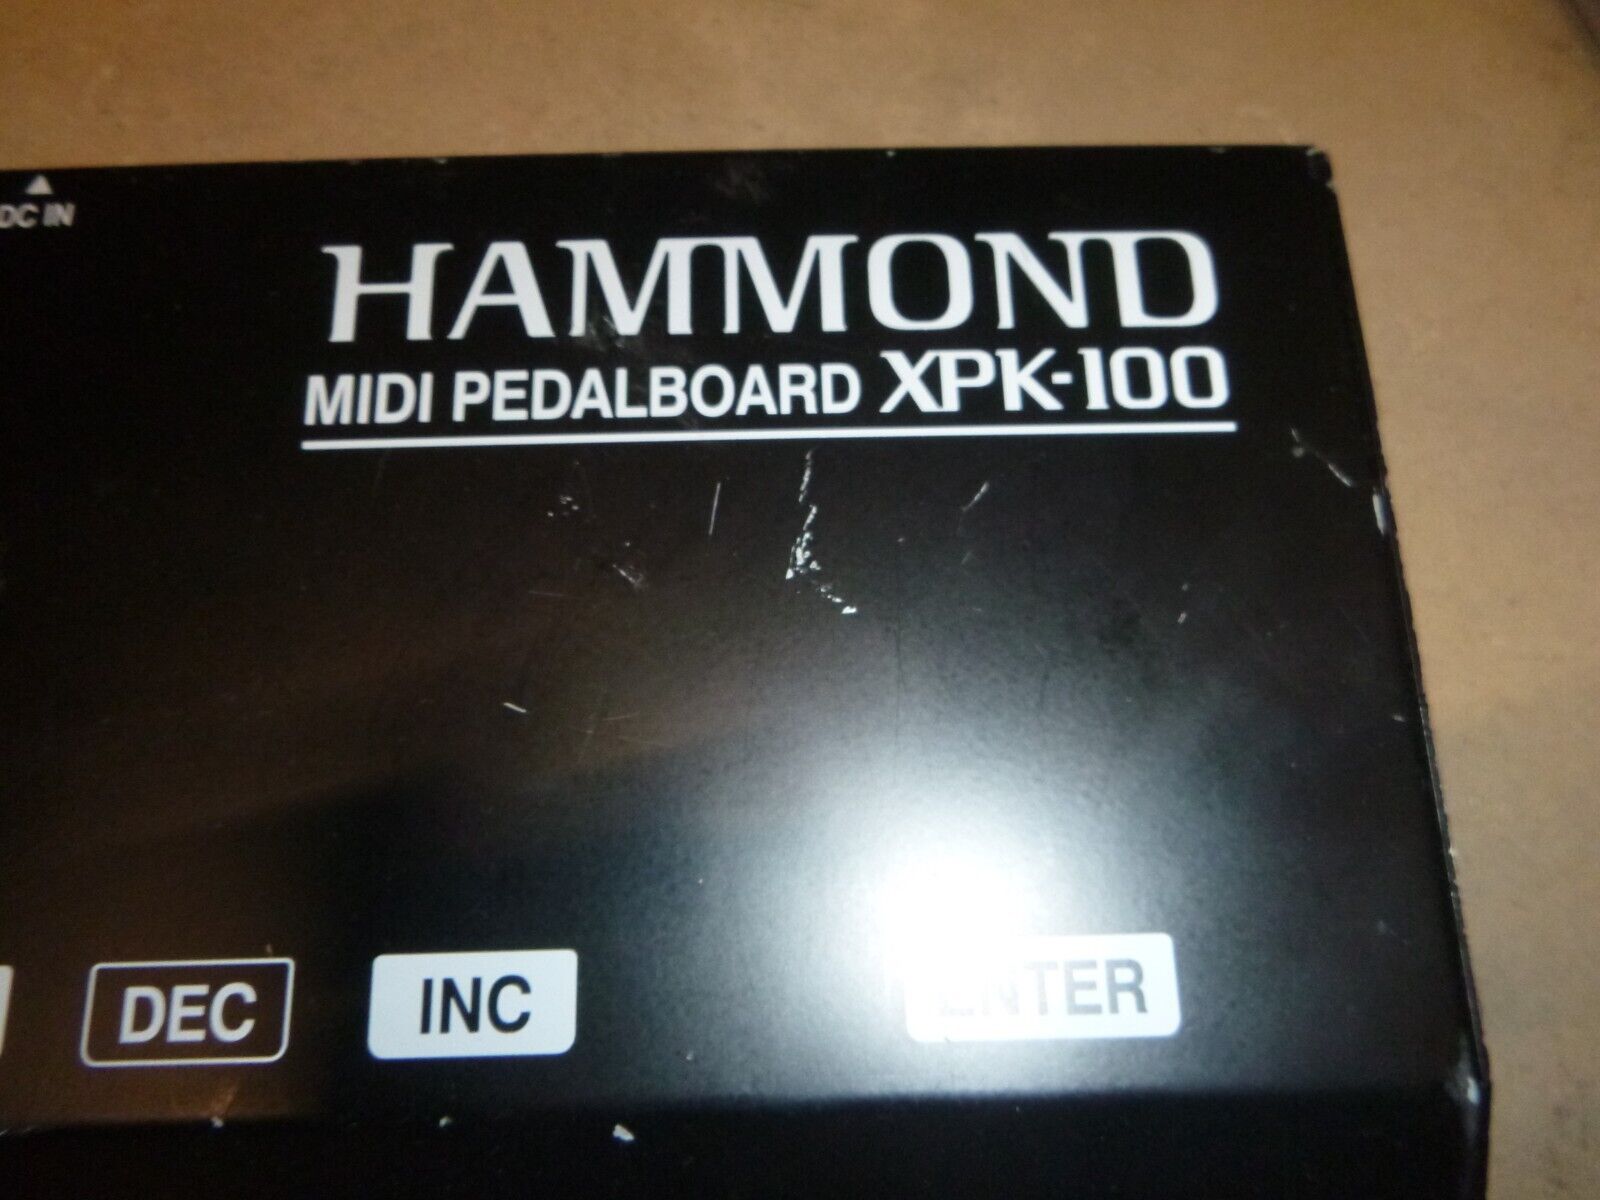 DC IN
HAMMOND
MIDI PEDALBOARD XPK-100
DEC INC ENTER